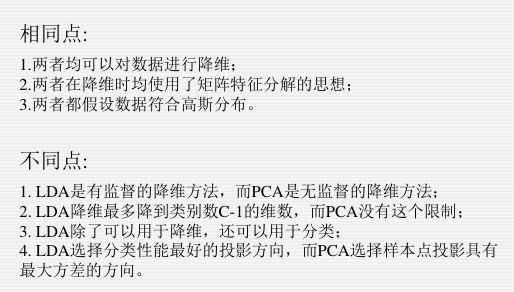 相同点:
1.两者均可以对数据进行降维；
2.两者在降维时均使用了矩阵特征分解的思想；
3.两者都假设数据符合高斯分布。
不同点:
1. LDA是有监督的降维方法，而PCA是无监督的降维方法；
2. LDA降维最多降到类别数C-1的维数，而PCA没有这个限制；
3. LDA除了可以用于降维，还可以用于分类；
4. LDA选择分类性能最好的投影方向，而PCA选择样本点投影具有
最大方差的方向。